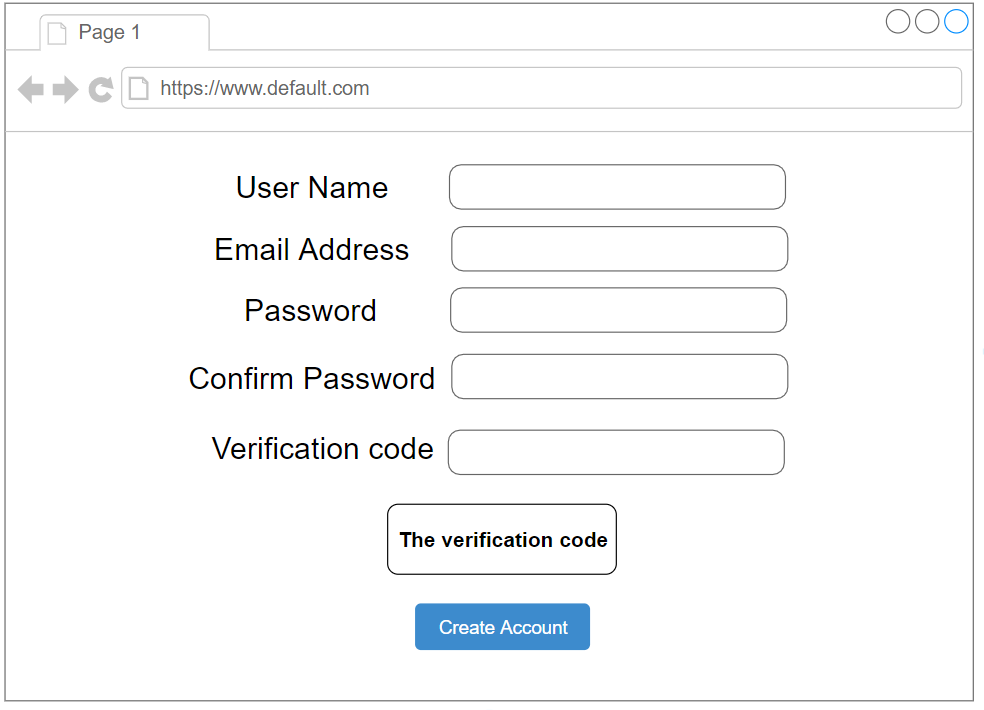 Page 1
https://www.default.com
User Name
Email Address
Password
Confirm Password
Verification code
The verification code
Create Account